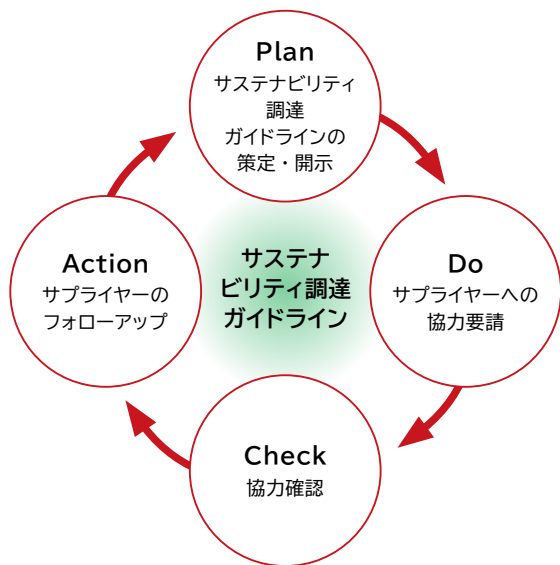 Plan
サステナビリティ
調達
ガイドラインの
策定・開示
Action
サプライヤーの
フォローアップ
サステナ
ビリティ調達
ガイドライン
Do
サプライヤーへの
協力要請
Check
協力確認